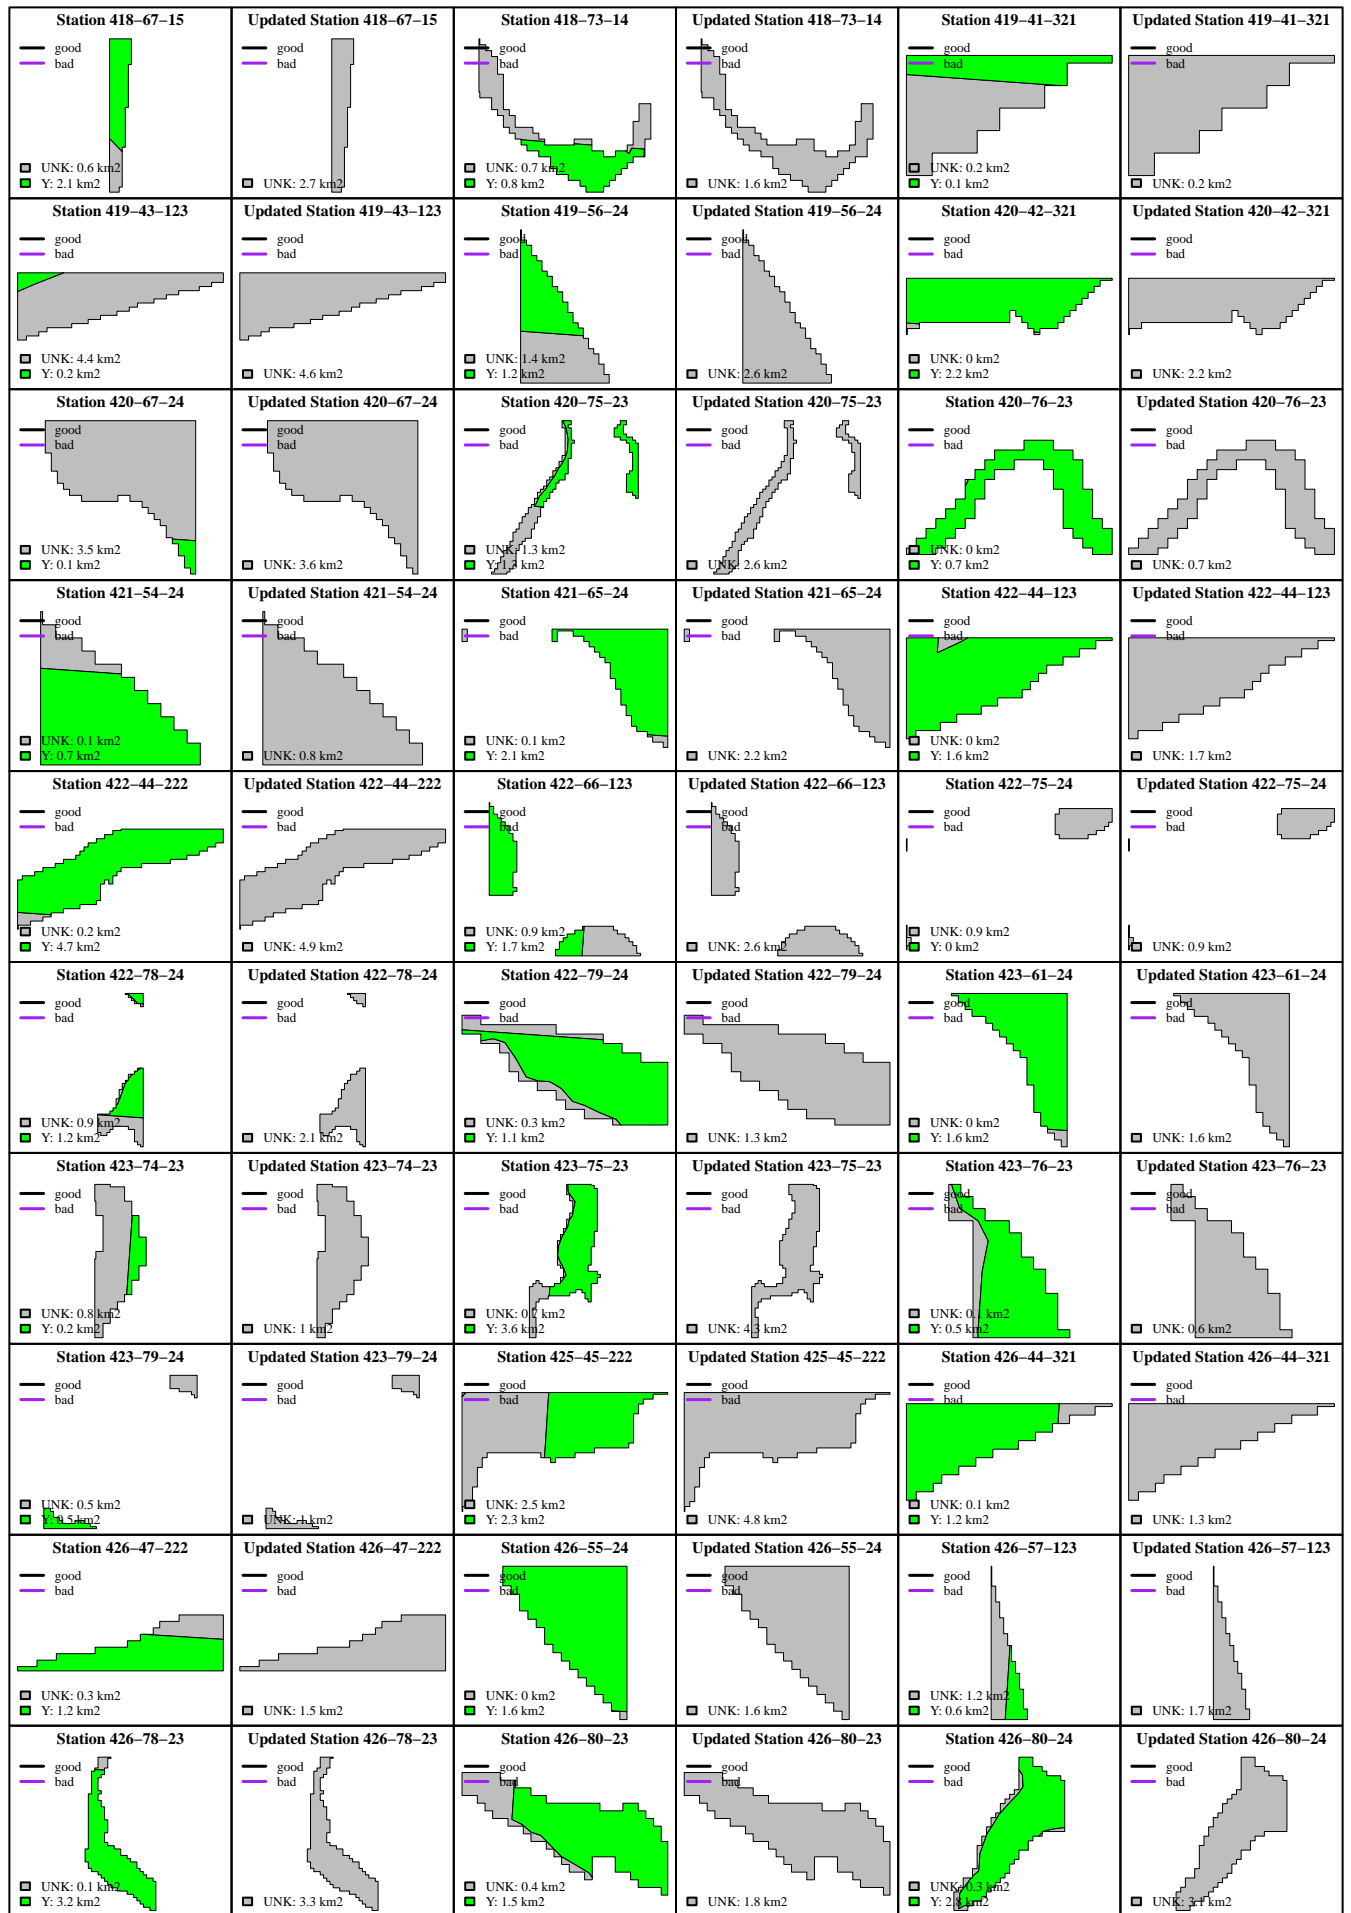 Station 418−67−15
good
bad
UNK: 0.6 km2
Y: 2.1 km2
Updated Station 418−67−15
good
bad
UNK: 2.7 km2
Station 418−73−14
good
bad
UNK: 0.7 km2
Y: 0.8 km2
Updated Station 418−73−14
good
bad
UNK: 1.6 km2
Station 419−41−321
good
bad
UNK: 0.2 km2
Y: 0.1 km2
Updated Station 419−41−321
good
bad
UNK: 0.2 km2
Station 419−43−123
good
bad
UNK: 4.4 km2
Y: 0.2 km2
Updated Station 419−43−123
good
bad
UNK: 4.6 km2
Station 419−56−24
good
bad
UNK: 1.4 km2
Y: 1.2 km2
Updated Station 419−56−24
good
bad
UNK: 2.6 km2
Station 420−42−321
good
bad
UNK: 0 km2
Y: 2.2 km2
Updated Station 420−42−321
good
bad
UNK: 2.2 km2
Station 420−67−24
good
bad
UNK: 3.5 km2
Y: 0.1 km2
Updated Station 420−67−24
good
bad
UNK: 3.6 km2
Station 420−75−23
good
bad
UNK: 1.3 km2
Y: 1.3 km2
Updated Station 420−75−23
good
bad
UNK: 2.6 km2
Station 420−76−23
good
bad
UNK: 0 km2
Y: 0.7 km2
Updated Station 420−76−23
good
bad
UNK: 0.7 km2
Station 421−54−24
good
bad
UNK: 0.1 km2
Y: 0.7 km2
Updated Station 421−54−24
good
bad
UNK: 0.8 km2
Station 421−65−24
good
bad
UNK: 0.1 km2
Y: 2.1 km2
Updated Station 421−65−24
good
bad
UNK: 2.2 km2
Station 422−44−123
good
bad
UNK: 0 km2
Y: 1.6 km2
Updated Station 422−44−123
good
bad
UNK: 1.7 km2
Station 422−44−222
good
bad
UNK: 0.2 km2
Y: 4.7 km2
Updated Station 422−44−222
good
bad
UNK: 4.9 km2
Station 422−66−123
good
bad
UNK: 0.9 km2
Y: 1.7 km2
Updated Station 422−66−123
good
bad
UNK: 2.6 km2
Station 422−75−24
good
bad
UNK: 0.9 km2
Y: 0 km2
Updated Station 422−75−24
good
bad
UNK: 0.9 km2
Station 422−78−24
good
bad
UNK: 0.9 km2
Y: 1.2 km2
Updated Station 422−78−24
good
bad
UNK: 2.1 km2
Station 422−79−24
good
bad
UNK: 0.3 km2
Y: 1.1 km2
Updated Station 422−79−24
good
bad
UNK: 1.3 km2
Station 423−61−24
good
bad
UNK: 0 km2
Y: 1.6 km2
Updated Station 423−61−24
good
bad
UNK: 1.6 km2
Station 423−74−23
good
bad
UNK: 0.8 km2
Y: 0.2 km2
Updated Station 423−74−23
good
bad
UNK: 1 km2
Station 423−75−23
good
bad
UNK: 0.7 km2
Y: 3.6 km2
Updated Station 423−75−23
good
bad
UNK: 4.3 km2
Station 423−76−23
good
bad
UNK: 0.1 km2
Y: 0.5 km2
Updated Station 423−76−23
good
bad
UNK: 0.6 km2
Station 423−79−24
good
bad
UNK: 0.5 km2
Y: 0.5 km2
Updated Station 423−79−24
good
bad
UNK: 1 km2
Station 425−45−222
good
bad
UNK: 2.5 km2
Y: 2.3 km2
Updated Station 425−45−222
good
bad
UNK: 4.8 km2
Station 426−44−321
good
bad
UNK: 0.1 km2
Y: 1.2 km2
Updated Station 426−44−321
good
bad
UNK: 1.3 km2
Station 426−47−222
good
bad
UNK: 0.3 km2
Y: 1.2 km2
Updated Station 426−47−222
good
bad
UNK: 1.5 km2
Station 426−55−24
good
bad
UNK: 0 km2
Y: 1.6 km2
Updated Station 426−55−24
good
bad
UNK: 1.6 km2
Station 426−57−123
good
bad
UNK: 1.2 km2
Y: 0.6 km2
Updated Station 426−57−123
good
bad
UNK: 1.7 km2
Station 426−78−23
good
bad
UNK: 0.1 km2
Y: 3.2 km2
Updated Station 426−78−23
good
bad
UNK: 3.3 km2
Station 426−80−23
good
bad
UNK: 0.4 km2
Y: 1.5 km2
Updated Station 426−80−23
good
bad
UNK: 1.8 km2
Station 426−80−24
good
bad
UNK: 0.3 km2
Y: 2.8 km2
Updated Station 426−80−24
good
bad
UNK: 3.1 km2